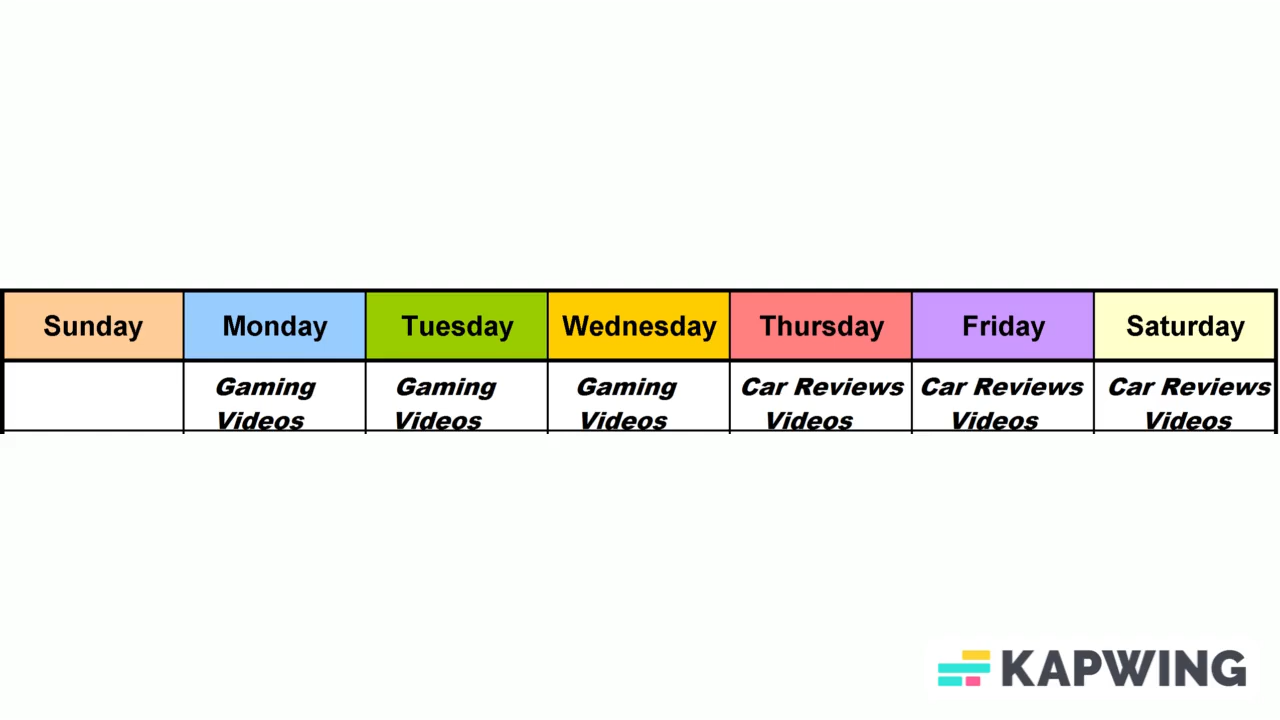 Sunday Monday Tuesday Wednesday Thursday Friday Saturday
Gaming Gaming Gaming Car Reviews Car Reviews Car Reviews
Videos Videos Videos Videos Videos Videos
KAPWING